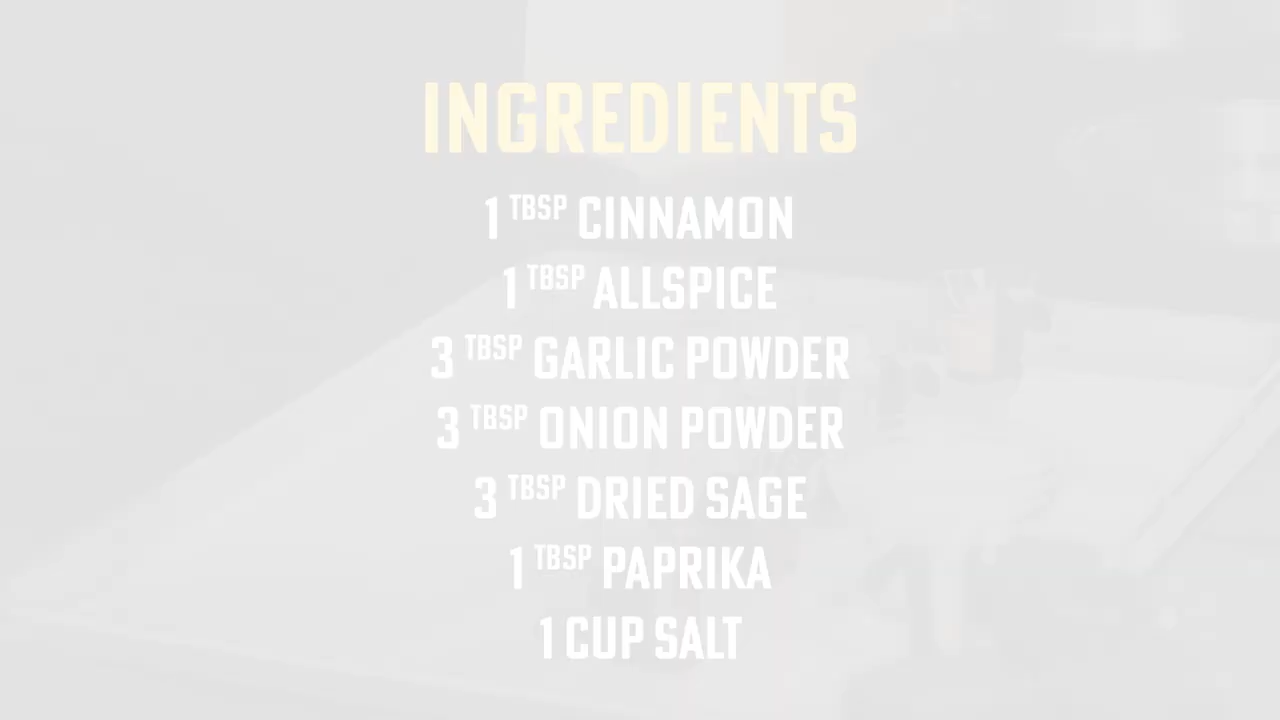 INGREDIENTS
1 TBSP CINNAMON
1 TBSP ALLSPICE
3 TBSP GARLIC POWDER
3 TBSP ONION POWDER
3 TBSP DRIED SAGE
1 TBSP PAPRIKA
1 CUP SALT